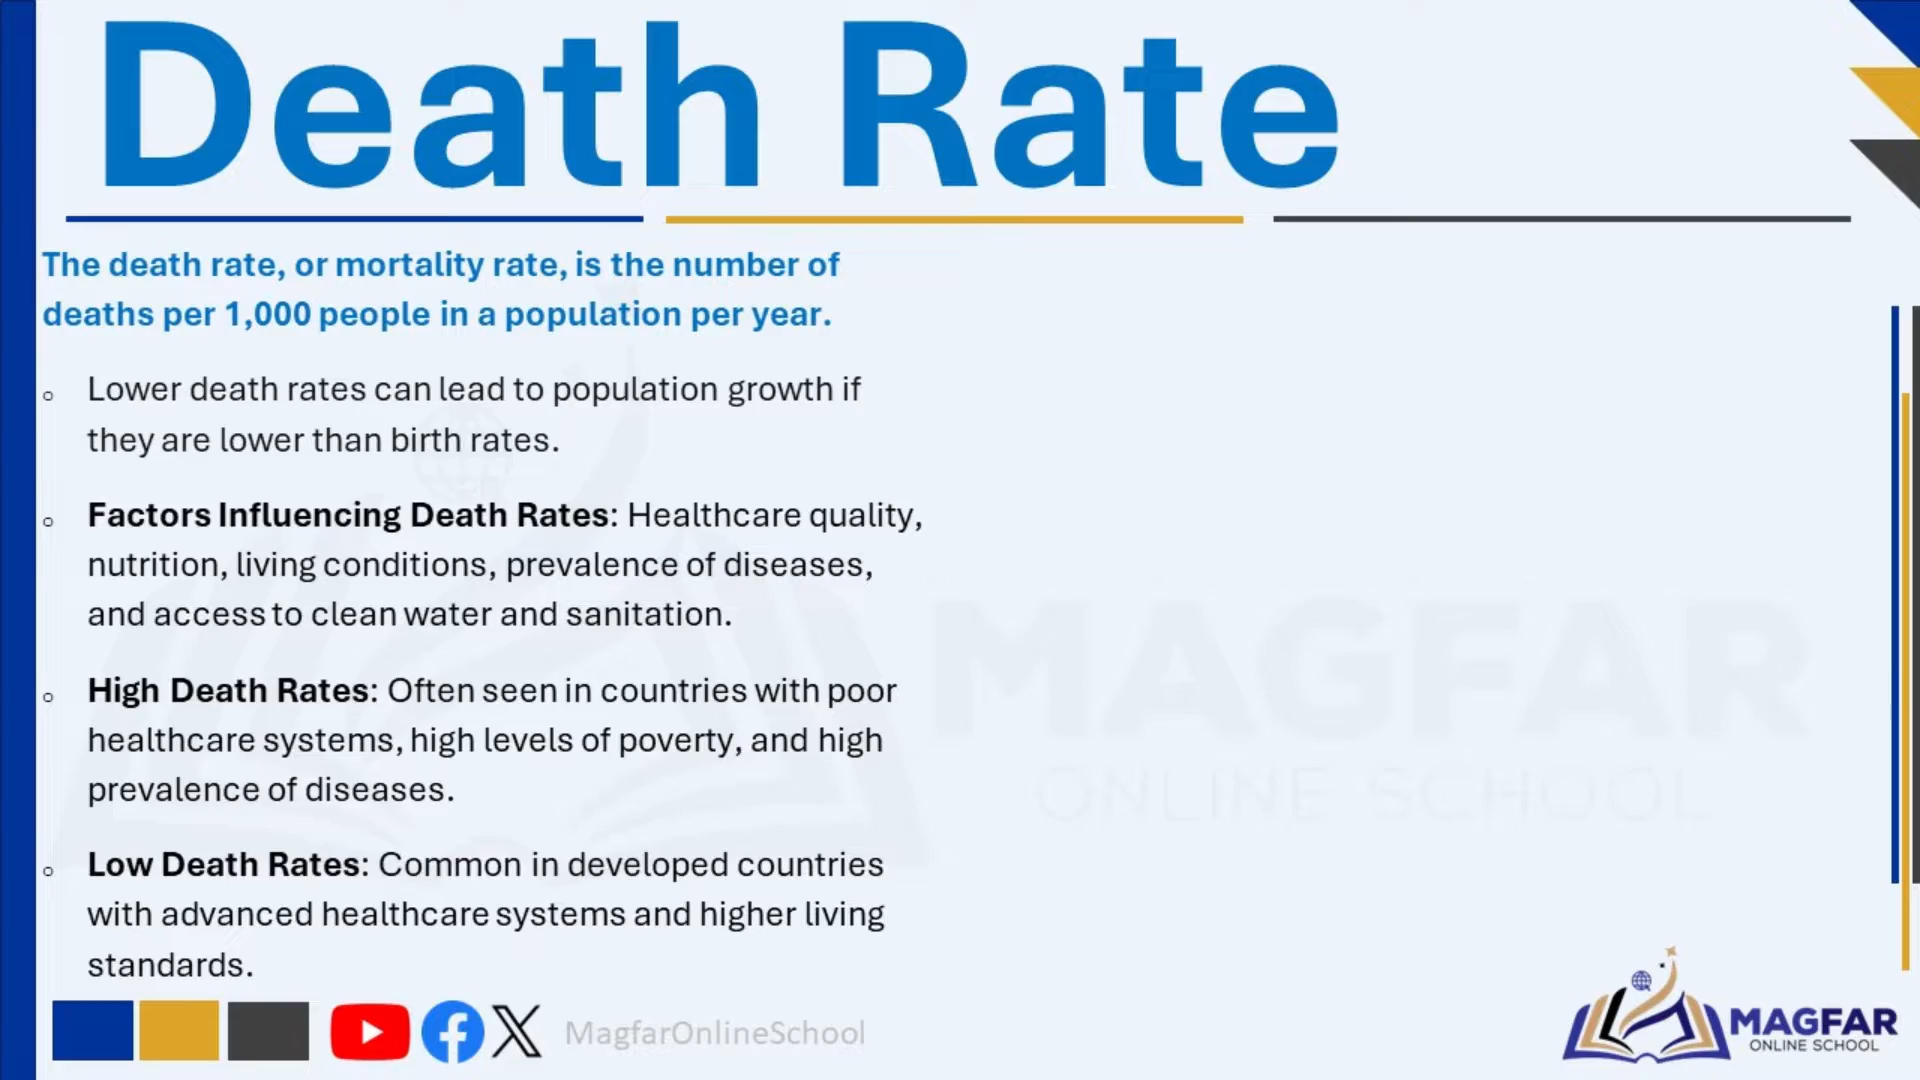 Death Rate
The death rate, or mortality rate, is the number of
deaths per 1,000 people in a population per year.
Lower death rates can lead to population growth if
they are lower than birth rates.
Factors Influencing Death Rates: Healthcare quality,
nutrition, living conditions, prevalence of diseases,
and access to clean water and sanitation.
High Death Rates: Often seen in countries with poor
healthcare systems, high levels of poverty, and high
prevalence of diseases.
Low Death Rates: Common in developed countries
with advanced healthcare systems and higher living
standards.
MAGFAR
ONLINE SCHOOL
MagfarOnlineSchool
MAGFAR
ONLINE SCHOOL